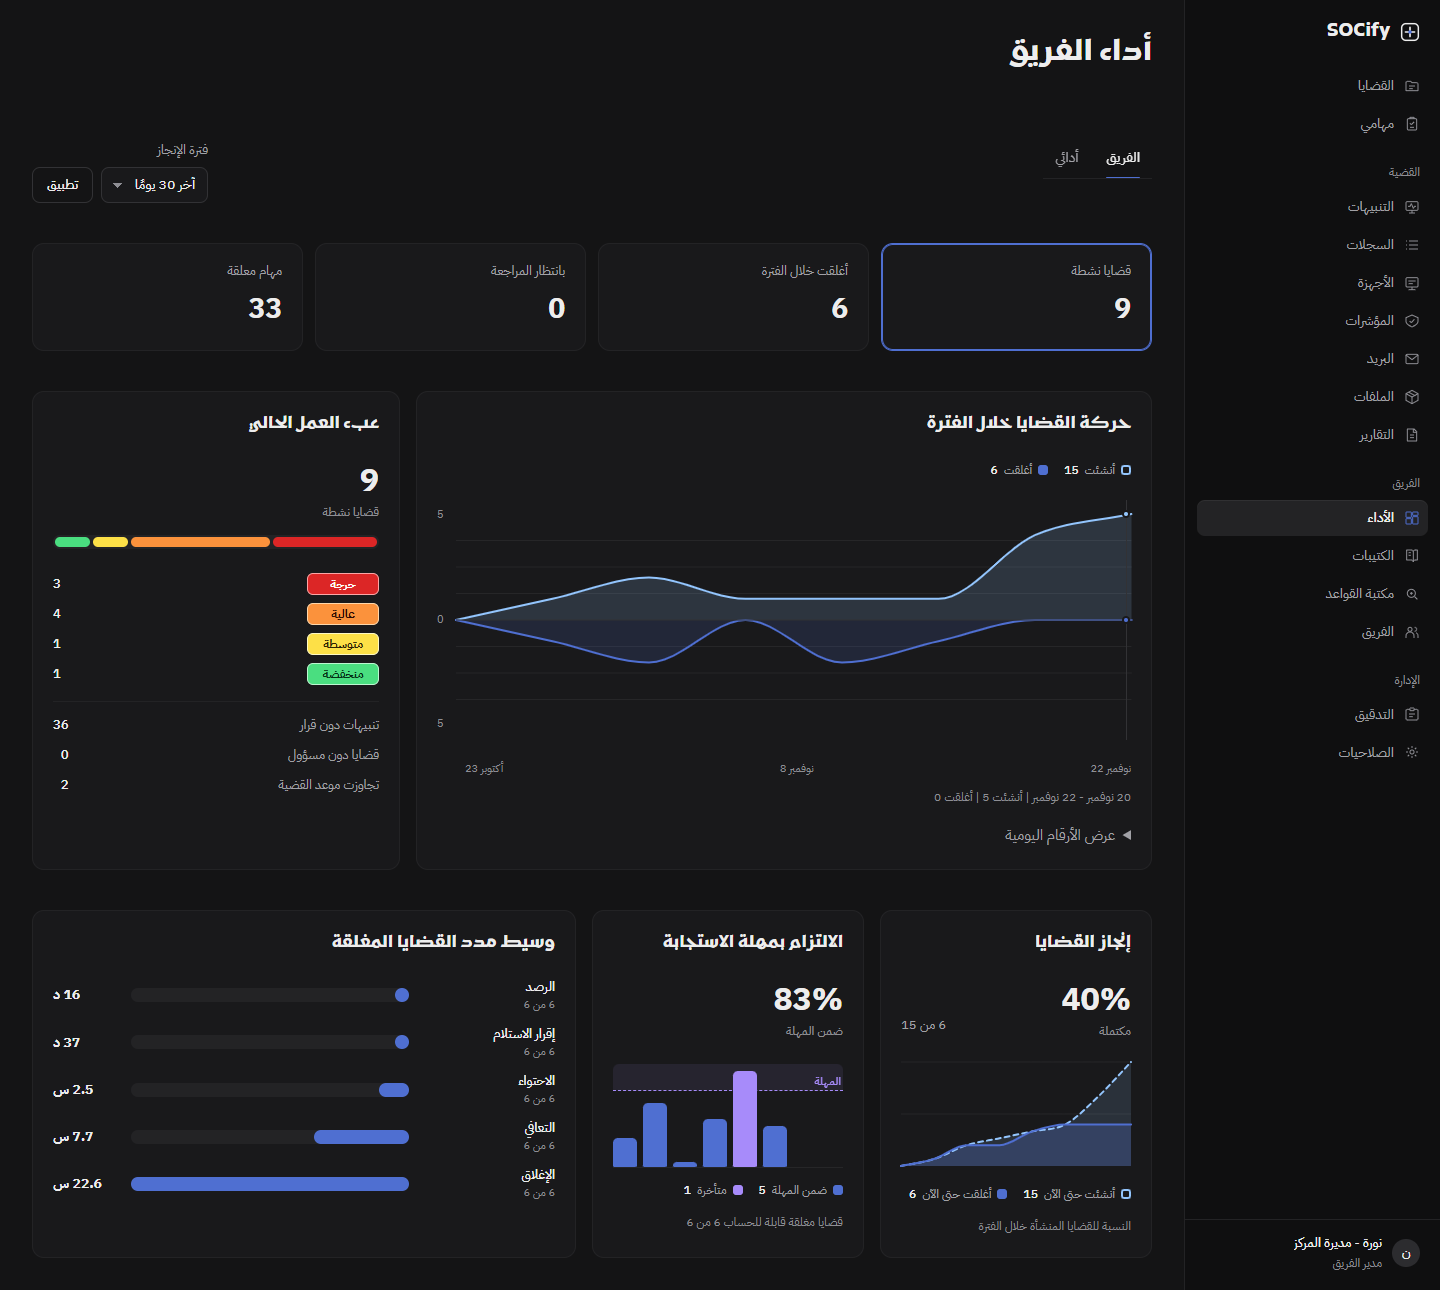 SOCify
القضايا
مهامي
القضية
التنبيهات
السجلات
الأجهزة
المؤشرات
البريد
الملفات
التقارير
الفريق
الأداء
الكتيبات
مكتبة القواعد
الفريق
الإدارة
التدقيق
الصلاحيات
ن
نورة - مديرة المركز
مدير الفريق
أداء الفريق
الفريق
أدائي
فترة الإنجاز
آخر 30 يومًا
تطبيق
قضايا نشطة
9
أغلقت خلال الفترة
6
بانتظار المراجعة
0
مهام معلقة
33
حركة القضايا خلال الفترة
أنشئت 15
أغلقت 6
5
0
5
22 نوفمبر
8 نوفمبر
23 أكتوبر
20 نوفمبر - 22 نوفمبر | أنشئت 5 | أغلقت 0
عرض الأرقام اليومية
عبء العمل الحالي
9
قضايا نشطة
حرجة 3
عالية 4
متوسطة 1
منخفضة 1
تنبيهات دون قرار 36
قضايا دون مسؤول 0
تجاوزت موعد القضية 2
إنجاز القضايا
40%
مكتملة
6 من 15
أنشئت حتى الآن 15
أغلقت حتى الآن 6
النسبة للقضايا المنشأة خلال الفترة
الالتزام بمهلة الاستجابة
83%
ضمن المهلة
المهلة
ضمن المهلة 5
متأخرة 1
قضايا مغلقة قابلة للحساب 6 من 6
وسيط مدد القضايا المغلقة
الرصد
6 من 6
16 د
إقرار الاستلام
6 من 6
37 د
الاحتواء
6 من 6
2.5 س
التعافي
6 من 6
7.7 س
الإغلاق
6 من 6
22.6 س